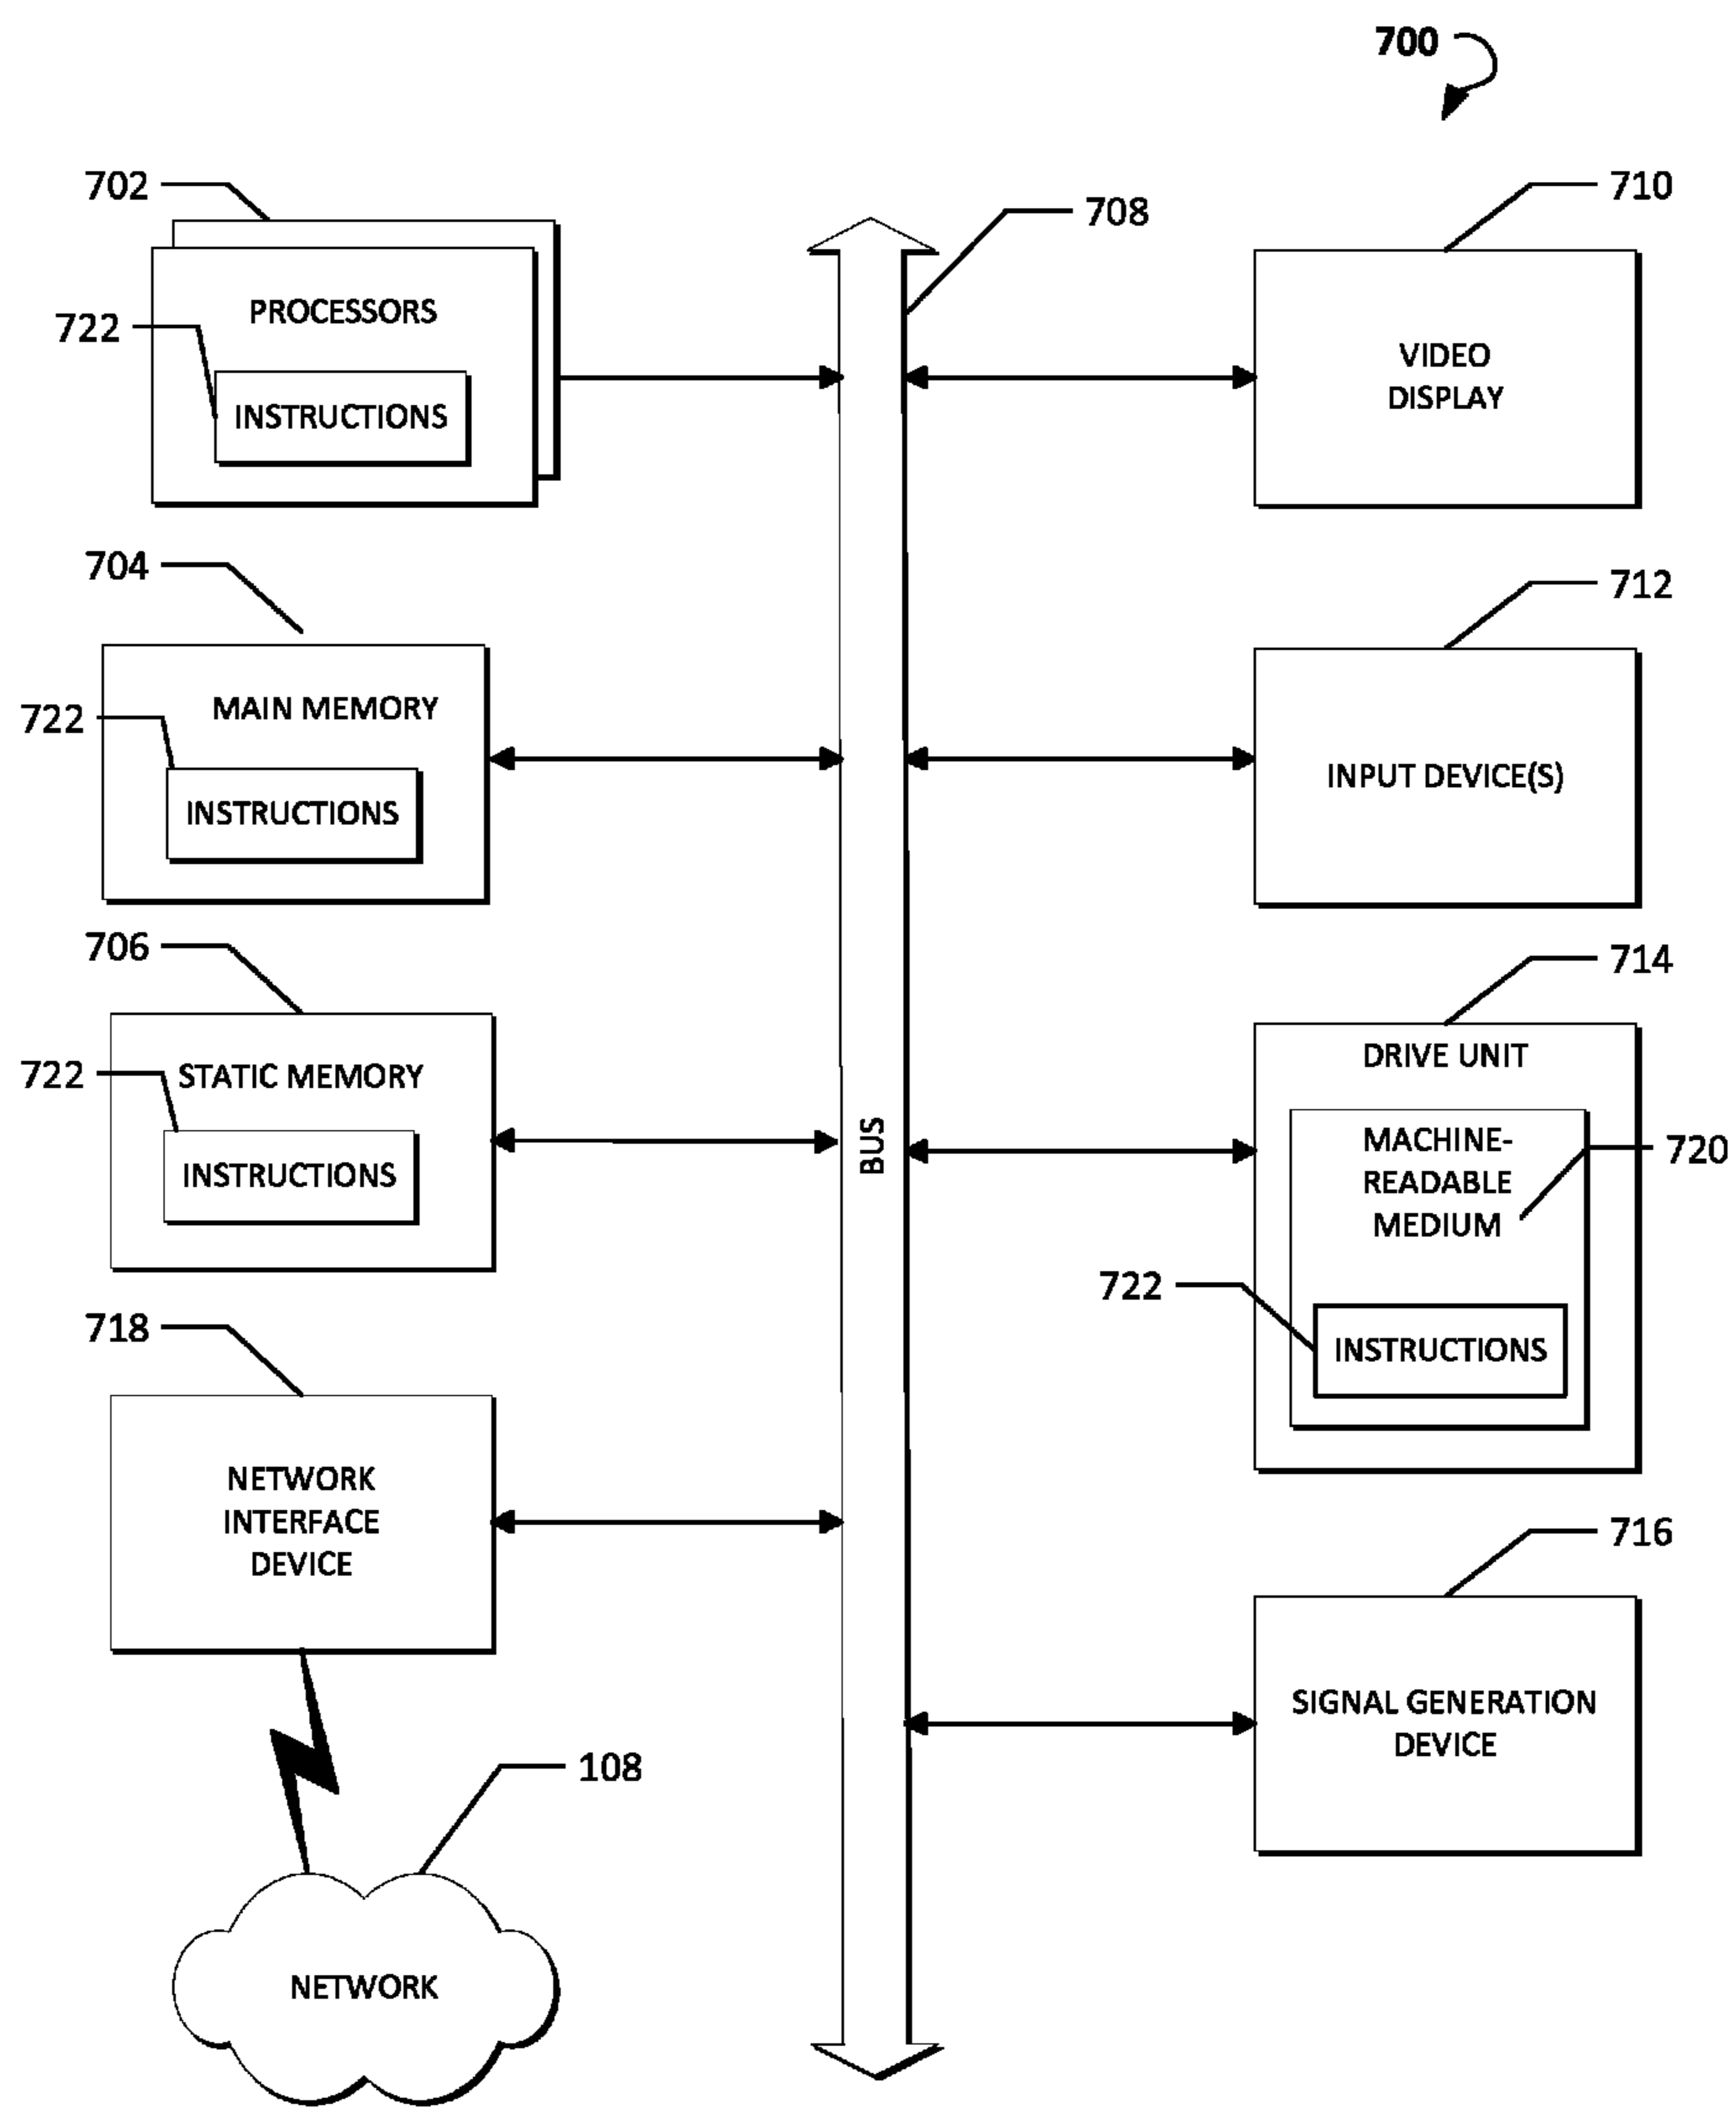 700
702
708
710
PROCESSORS
722
INSTRUCTIONS
VIDEO
DISPLAY
704
712
MAIN MEMORY
722
INSTRUCTIONS
INPUT DEVICE(S)
706
714
STATIC MEMORY
722
INSTRUCTIONS
BUS
DRIVE UNIT
MACHINE-
READABLE
MEDIUM
720
722
INSTRUCTIONS
718
NETWORK
INTERFACE
DEVICE
716
SIGNAL GENERATION
DEVICE
108
NETWORK